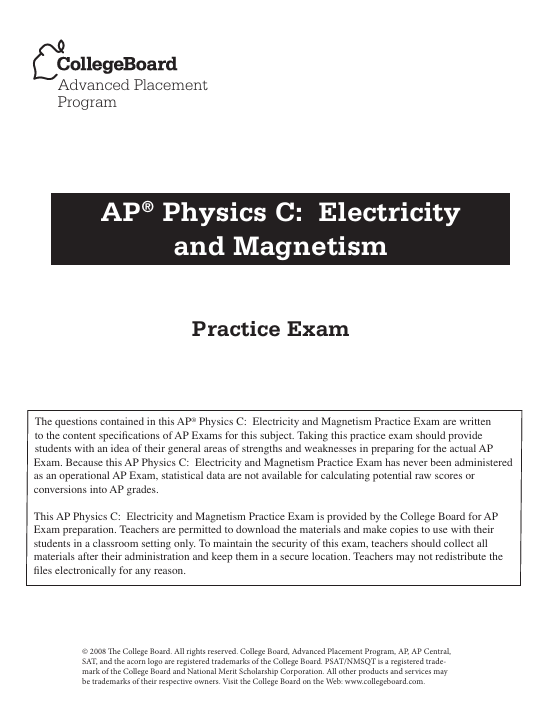 CollegeBoard
Advanced Placement
Program
AP® Physics C:  Electricity
and Magnetism
Practice Exam
The questions contained in this AP® Physics C:  Electricity and Magnetism Practice Exam are written
to the content specifications of AP Exams for this subject. Taking this practice exam should provide
students with an idea of their general areas of strengths and weaknesses in preparing for the actual AP
Exam. Because this AP Physics C:  Electricity and Magnetism Practice Exam has never been administered
as an operational AP Exam, statistical data are not available for calculating potential raw scores or
conversions into AP grades.
This AP Physics C:  Electricity and Magnetism Practice Exam is provided by the College Board for AP
Exam preparation. Teachers are permitted to download the materials and make copies to use with their
students in a classroom setting only. To maintain the security of this exam, teachers should collect all
materials after their administration and keep them in a secure location. Teachers may not redistribute the
files electronically for any reason.
© 2008 The College Board. All rights reserved. College Board, Advanced Placement Program, AP, AP Central,
SAT, and the acorn logo are registered trademarks of the College Board. PSAT/NMSQT is a registered trade-
mark of the College Board and National Merit Scholarship Corporation. All other products and services may
be trademarks of their respective owners. Visit the College Board on the Web: www.collegeboard.com.